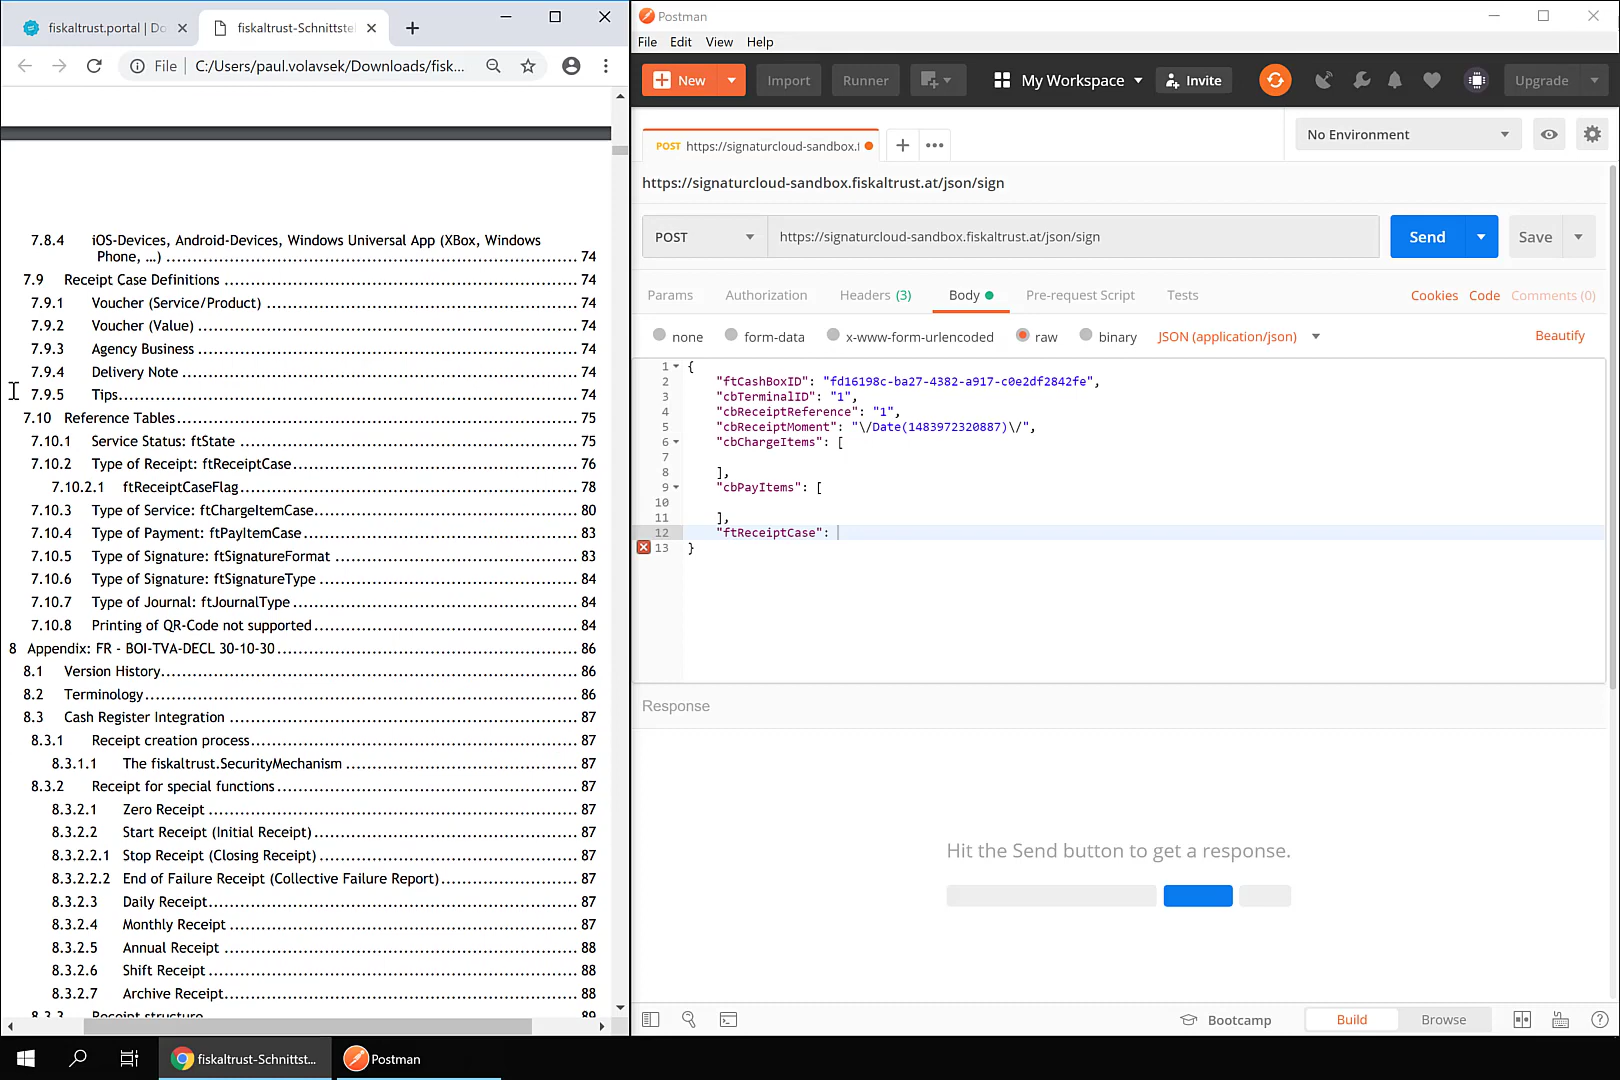 fiskaltrust.portal | Do
fiskaltrust-Schnittstel
File
C:/Users/paul.volavsek/Downloads/fisk...
7.8.4 iOS-Devices, Android-Devices, Windows Universal App (XBox, Windows
Phone, ...) ........ 74
7.9 Receipt Case Definitions ........ 74
7.9.1 Voucher (Service/Product) ........ 74
7.9.2 Voucher (Value) ........ 74
7.9.3 Agency Business ........ 74
7.9.4 Delivery Note ........ 74
7.9.5 Tips........ 74
7.10 Reference Tables........ 75
7.10.1 Service Status: ftState ........ 75
7.10.2 Type of Receipt: ftReceiptCase........ 76
7.10.2.1 ftReceiptCaseFlag........ 78
7.10.3 Type of Service: ftChargeItemCase........ 80
7.10.4 Type of Payment: ftPayItemCase........ 83
7.10.5 Type of Signature: ftSignatureFormat ........ 83
7.10.6 Type of Signature: ftSignatureType ........ 84
7.10.7 Type of Journal: ftJournalType ........ 84
7.10.8 Printing of QR-Code not supported ........ 84
8 Appendix: FR - BOI-TVA-DECL 30-10-30........ 86
8.1 Version History........ 86
8.2 Terminology........ 86
8.3 Cash Register Integration ........ 87
8.3.1 Receipt creation process........ 87
8.3.1.1 The fiskaltrust.SecurityMechanism ........ 87
8.3.2 Receipt for special functions ........ 87
8.3.2.1 Zero Receipt ........ 87
8.3.2.2 Start Receipt (Initial Receipt)........ 87
8.3.2.2.1 Stop Receipt (Closing Receipt) ........ 87
8.3.2.2.2 End of Failure Receipt (Collective Failure Report)........ 87
8.3.2.3 Daily Receipt........ 87
8.3.2.4 Monthly Receipt ........ 87
8.3.2.5 Annual Receipt ........ 88
8.3.2.6 Shift Receipt ........ 88
8.3.2.7 Archive Receipt........ 88
8.3.3 Receipt structure........ 89
Postman
File Edit View Help
New Import Runner My Workspace Invite Upgrade
POST https://signaturcloud-sandbox.f
No Environment
https://signaturcloud-sandbox.fiskaltrust.at/json/sign
POST https://signaturcloud-sandbox.fiskaltrust.at/json/sign Send Save
Params Authorization Headers (3) Body Pre-request Script Tests Cookies Code Comments (0)
none form-data x-www-form-urlencoded raw binary JSON (application/json) Beautify
1 {
2 "ftCashBoxID": "fd16198c-ba27-4382-a917-c0e2df2842fe",
3 "cbTerminalID": "1",
4 "cbReceiptReference": "1",
5 "cbReceiptMoment": "\/Date(1483972320887)\/",
6 "cbChargeItems": [
7
8 ],
9 "cbPayItems": [
10
11 ],
12 "ftReceiptCase":
13 }
Response
Hit the Send button to get a response.
Bootcamp Build Browse
fiskaltrust-Schnittst...
Postman